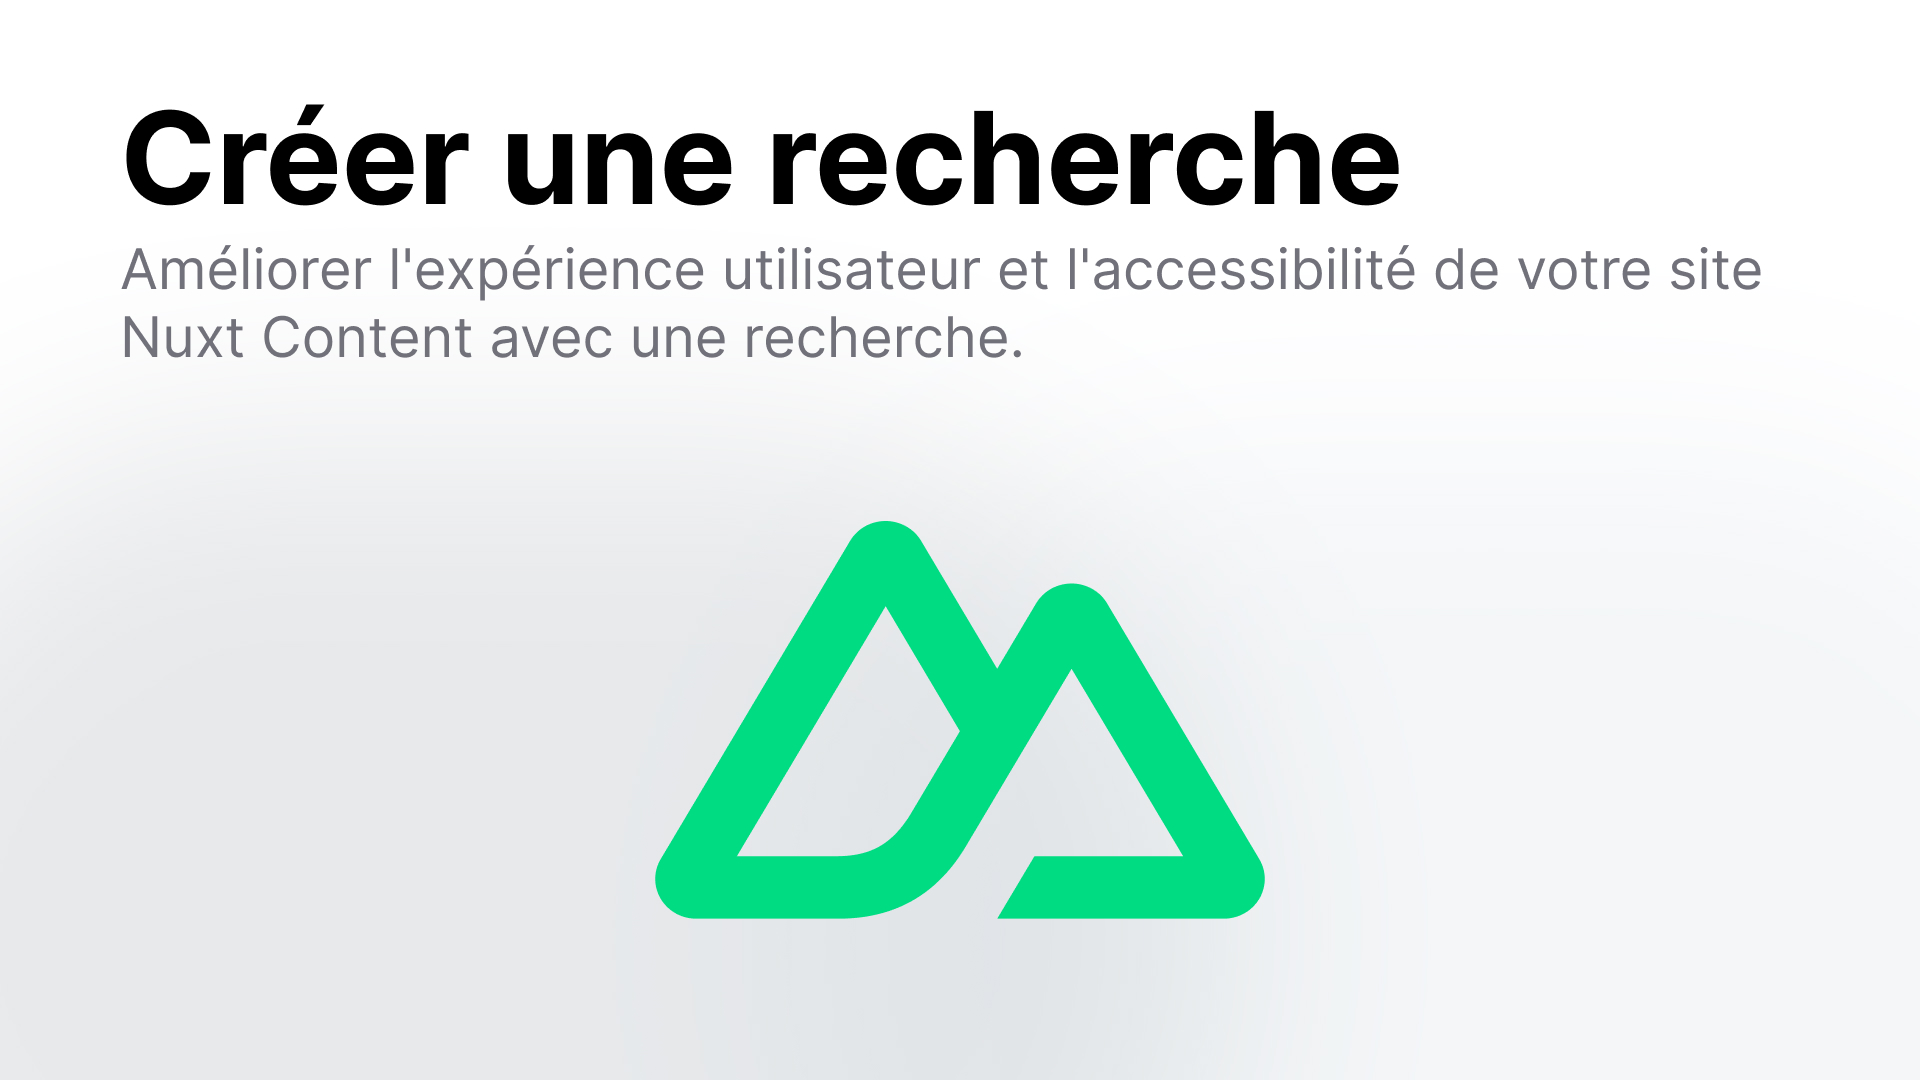 Créer une recherche
Améliorer l'expérience utilisateur et l'accessibilité de votre site
Nuxt Content avec une recherche.